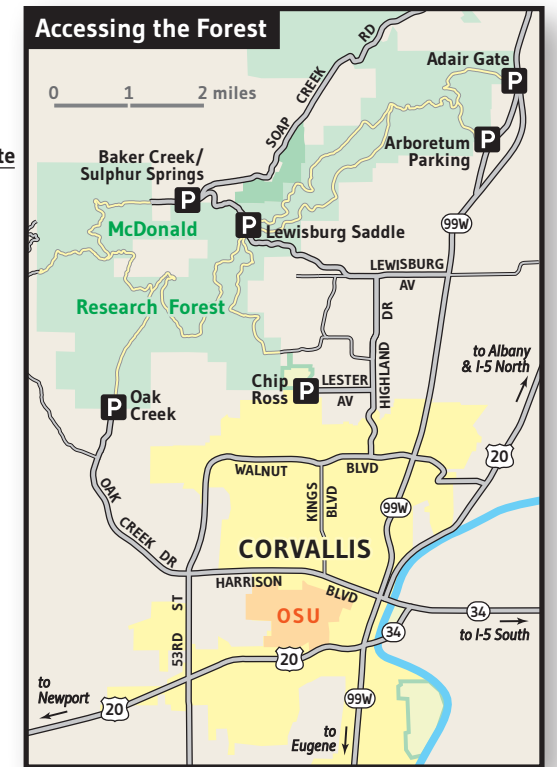 Accessing the Forest
0 1 2 miles
SOAP CREEK RD
Adair Gate
P
Arboretum
Parking
P
te
Baker Creek/
Sulphur Springs
P
McDonald
P
Lewisburg Saddle
99W
LEWISBURG
AV
Research Forest
DR
HIGHLAND
to Albany
& I-5 North
Chip
Ross
P
LESTER
AV
P
Oak
Creek
20
WALNUT BLVD
KINGS
BLVD
99W
OAK
CREEK DR
CORVALLIS
HARRISON BLVD
OSU
34
to I-5 South
34
53RD ST
20
to
Newport
20
99W
to
Eugene